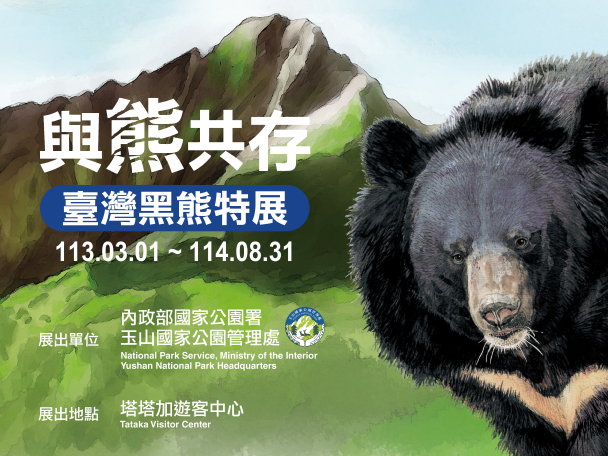 與熊共存
臺灣黑熊特展
113.03.01 ~ 114.08.31
展出單位
內政部國家公園署
玉山國家公園管理處
National Park Service, Ministry of the Interior
Yushan National Park Headquarters
展出地點
塔塔加遊客中心
Tataka Visitor Center